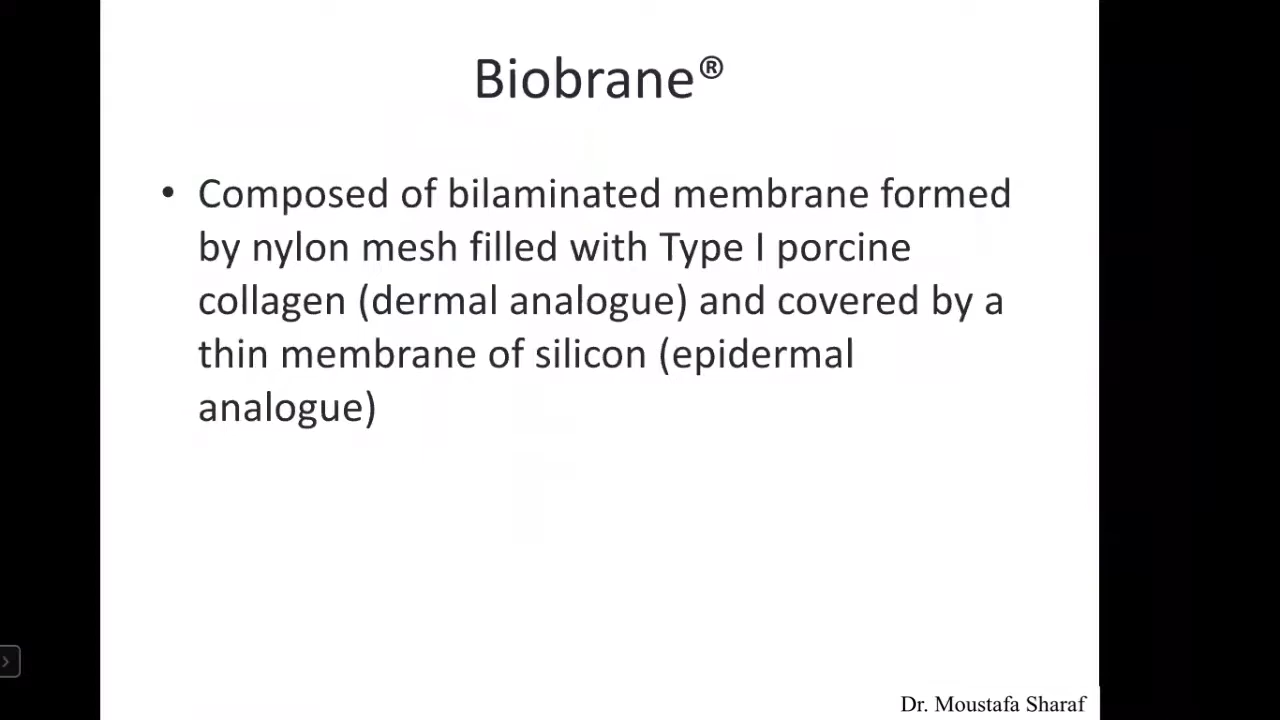 Biobrane®
• Composed of bilaminated membrane formed
by nylon mesh filled with Type I porcine
collagen (dermal analogue) and covered by a
thin membrane of silicon (epidermal
analogue)
Dr. Moustafa Sharaf